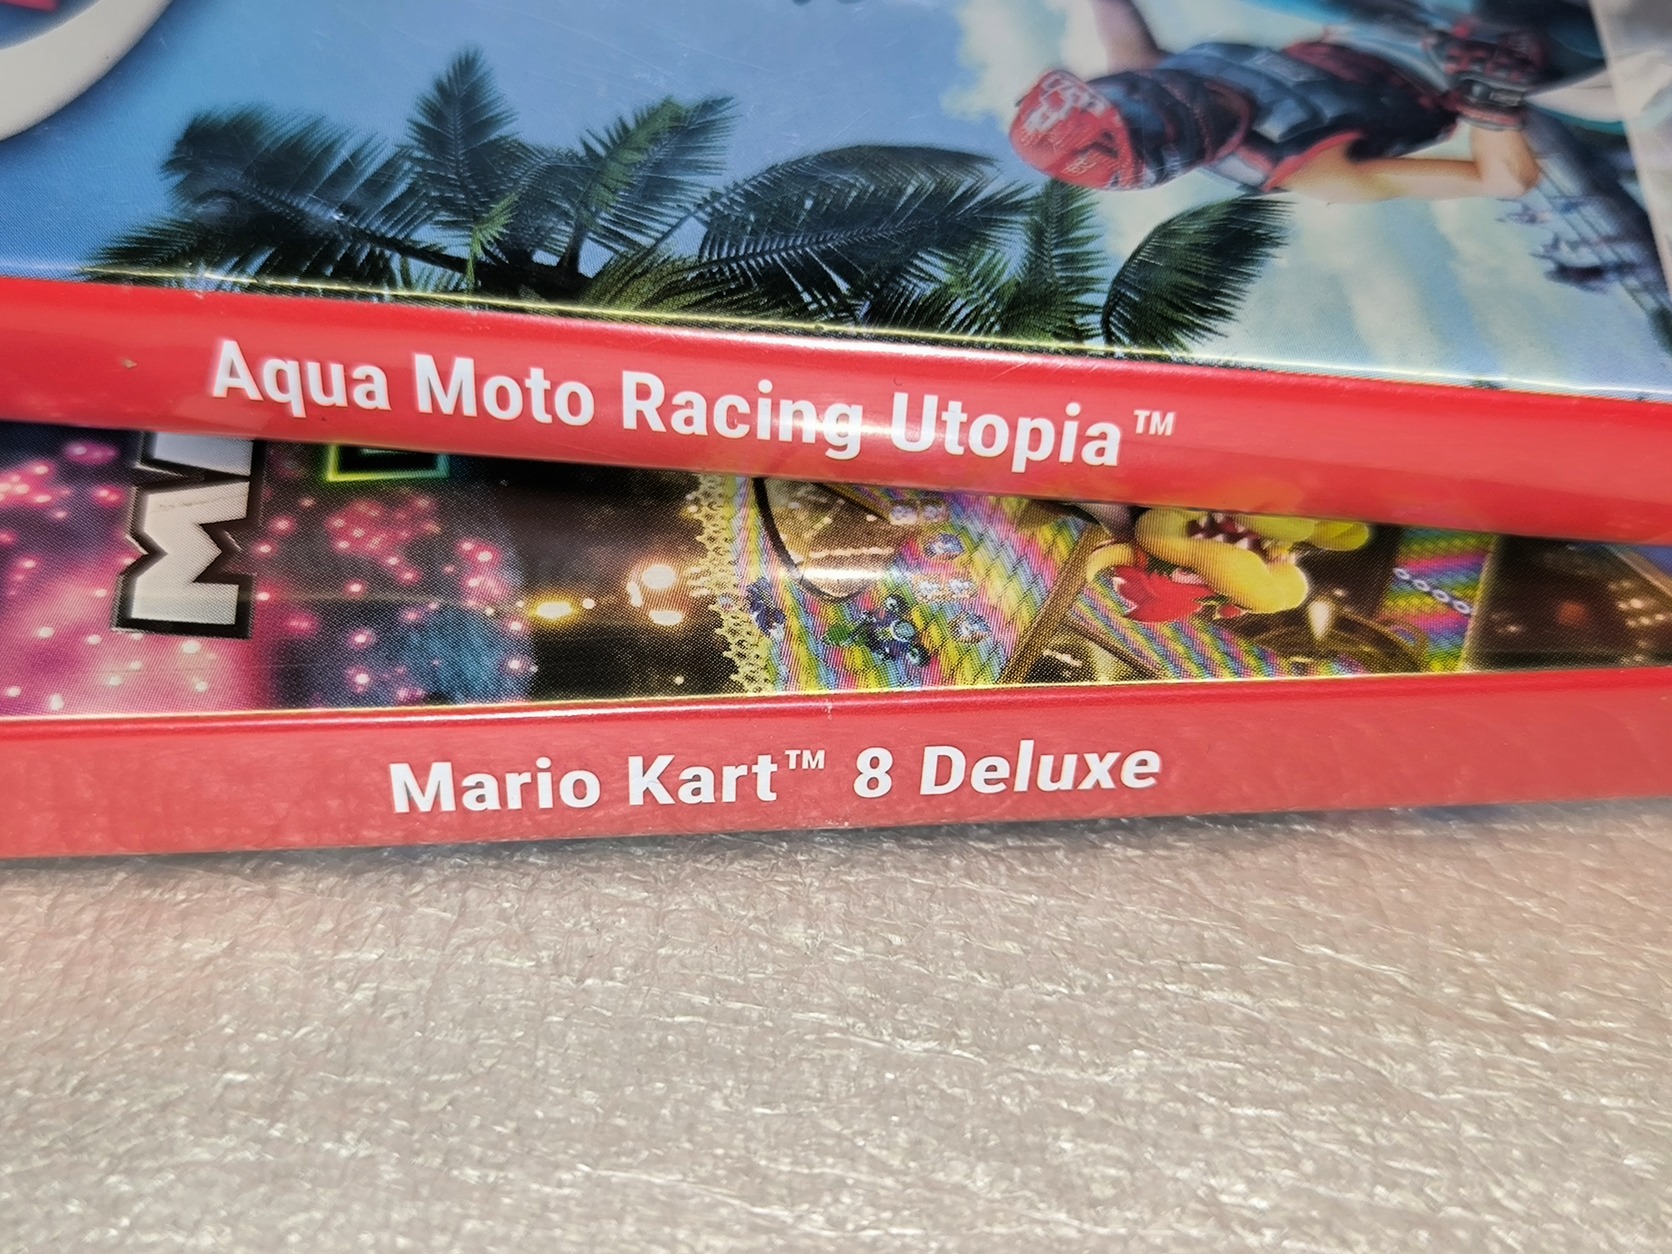 Aqua Moto Racing Utopia™
M
Mario Kart™ 8 Deluxe